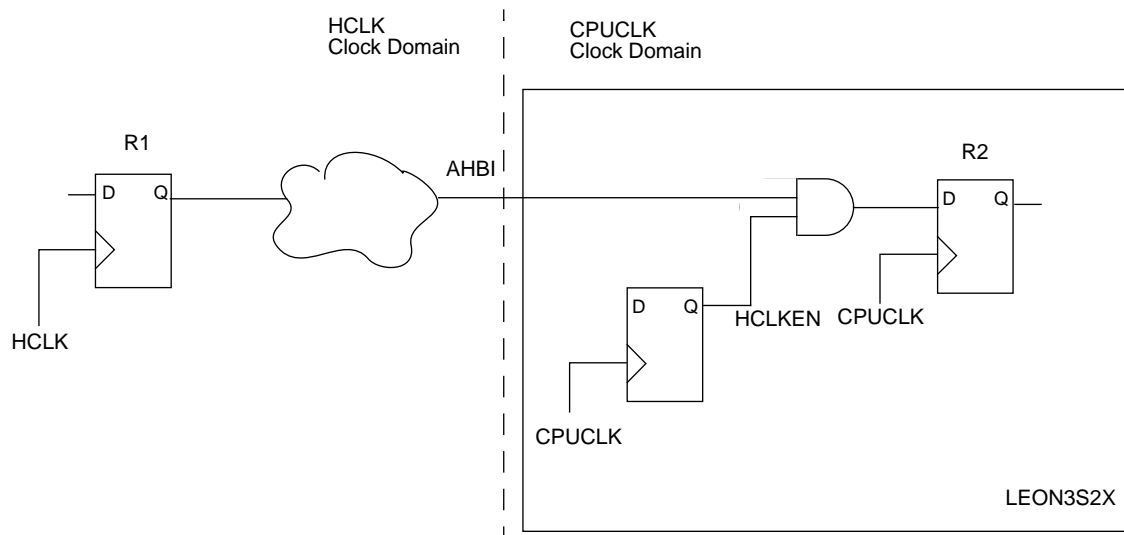 HCLK
Clock Domain
CPUCLK
Clock Domain
R1
D Q
HCLK
AHBI
R2
D Q
CPUCLK
D Q
HCLKEN
CPUCLK
LEON3S2X